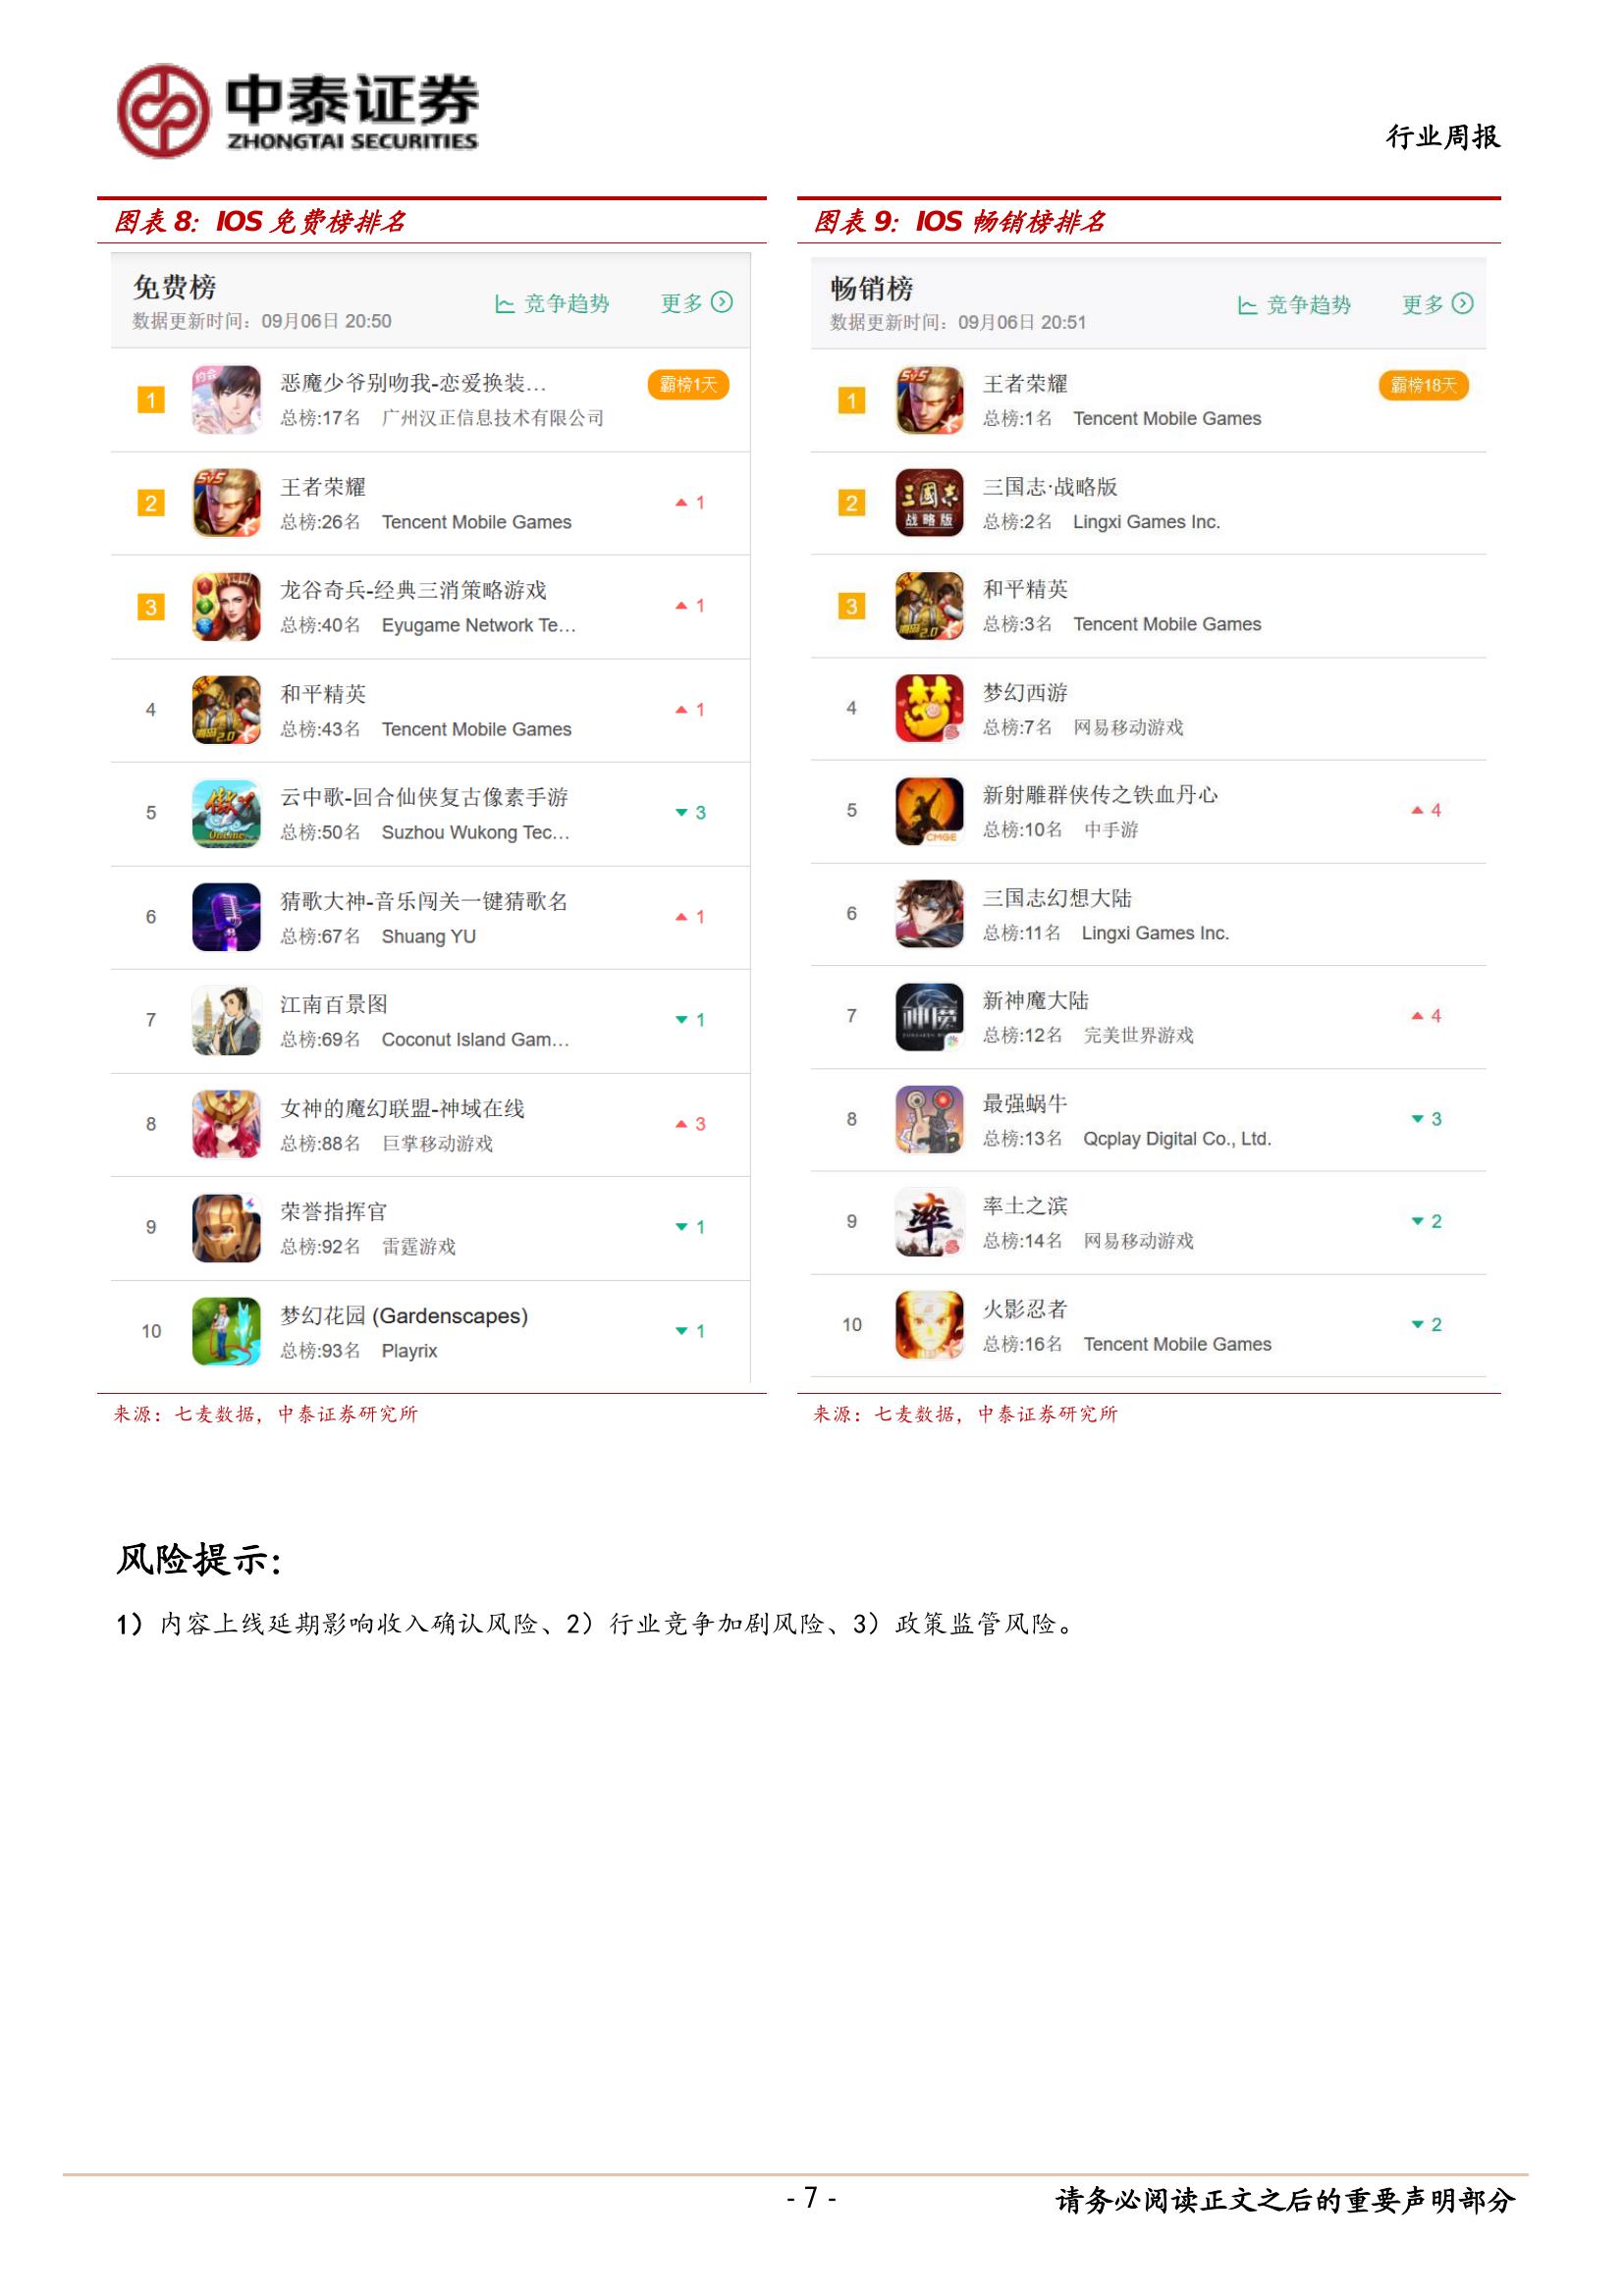 中泰证券
ZHONGTAI SECURITIES
行业周报
图表 8：IOS 免费榜排名
免费榜
数据更新时间：09月06日 20:50
竞争趋势
更多
1
恶魔少爷别吻我-恋爱换装…
霸榜1天
总榜:17名 广州汉正信息技术有限公司
2
王者荣耀
总榜:26名 Tencent Mobile Games
1
3
龙谷奇兵-经典三消策略游戏
总榜:40名 Eyugame Network Te…
1
4
和平精英
总榜:43名 Tencent Mobile Games
1
5
云中歌-回合仙侠复古像素手游
总榜:50名 Suzhou Wukong Tec…
3
6
猜歌大神-音乐闯关一键猜歌名
总榜:67名 Shuang YU
1
7
江南百景图
总榜:69名 Coconut Island Gam…
1
8
女神的魔幻联盟-神域在线
总榜:88名 巨掌移动游戏
3
9
荣誉指挥官
总榜:92名 雷霆游戏
1
10
梦幻花园 (Gardenscapes)
总榜:93名 Playrix
1
来源：七麦数据，中泰证券研究所
图表 9：IOS 畅销榜排名
畅销榜
数据更新时间：09月06日 20:51
竞争趋势
更多
1
王者荣耀
霸榜18天
总榜:1名 Tencent Mobile Games
2
三国志·战略版
总榜:2名 Lingxi Games Inc.
3
和平精英
总榜:3名 Tencent Mobile Games
4
梦幻西游
总榜:7名 网易移动游戏
5
新射雕群侠传之铁血丹心
总榜:10名 中手游
4
6
三国志幻想大陆
总榜:11名 Lingxi Games Inc.
7
新神魔大陆
总榜:12名 完美世界游戏
4
8
最强蜗牛
总榜:13名 Qcplay Digital Co., Ltd.
3
9
率土之滨
总榜:14名 网易移动游戏
2
10
火影忍者
总榜:16名 Tencent Mobile Games
2
来源：七麦数据，中泰证券研究所
风险提示：
1）内容上线延期影响收入确认风险、2）行业竞争加剧风险、3）政策监管风险。
- 7 -
请务必阅读正文之后的重要声明部分